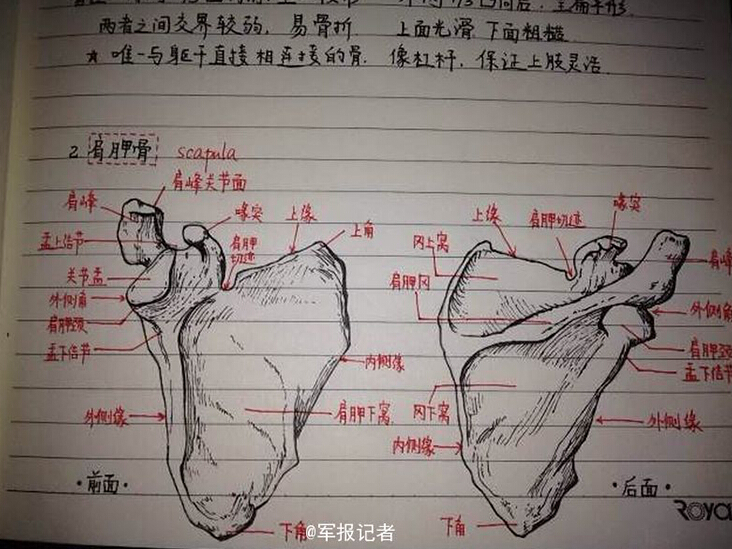 两者之间交界较弱，易骨折　上面光滑，下面粗糙.
★ 唯一与躯干直接相连接的骨. 像杠杆，保证上肢灵活.
2 肩胛骨 scapula
肩峰关节面
肩峰
喙突
上缘
上角
盂上结节
肩胛切迹
关节盂
外侧角
肩胛颈
盂下结节
内侧缘
外侧缘
肩胛下窝
·前面·
下角
上缘
肩胛切迹
喙突
冈上窝
肩峰
肩胛冈
外侧角
肩胛颈
盂下结节
冈下窝
内侧缘
外侧缘
下角
·后面·
@军报记者